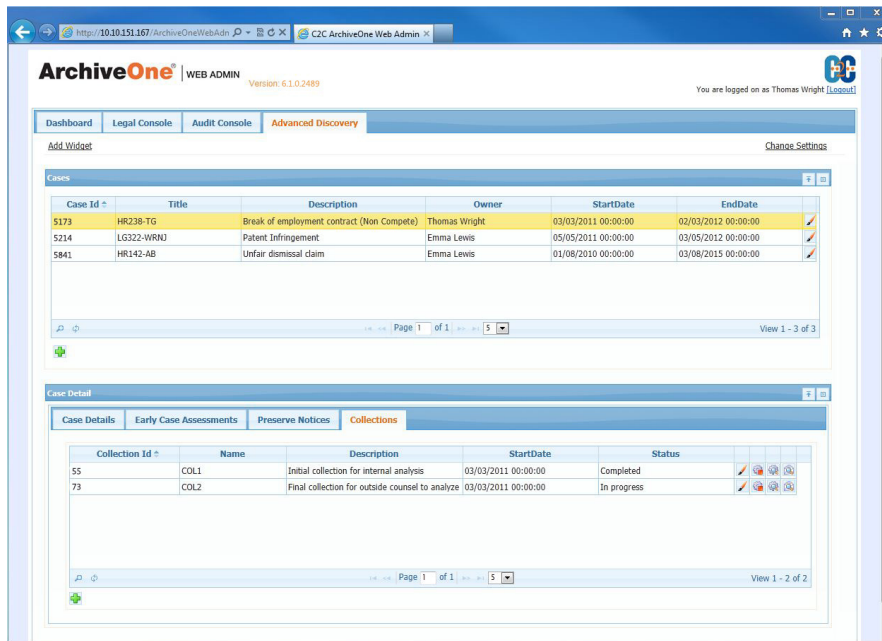 http://10.10.151.167/ArchiveOneWebAdn
C2C ArchiveOne Web Admin
ArchiveOne® | WEB ADMIN
Version: 6.1.0.2489
C2C
You are logged on as Thomas Wright [Logout]
Dashboard Legal Console Audit Console Advanced Discovery
Add Widget Change Settings
Cases
Case Id Title Description Owner StartDate EndDate
5173 HR238-TG Break of employment contract (Non Compete) Thomas Wright 03/03/2011 00:00:00 02/03/2012 00:00:00
5214 LG322-WRNJ Patent Infringement Emma Lewis 05/05/2011 00:00:00 03/05/2012 00:00:00
5841 HR142-AB Unfair dismissal claim Emma Lewis 01/08/2010 00:00:00 03/08/2015 00:00:00
Page 1 of 1 5 View 1 - 3 of 3
Case Detail
Case Details Early Case Assessments Preserve Notices Collections
Collection Id Name Description StartDate Status
55 COL1 Initial collection for internal analysis 03/03/2011 00:00:00 Completed
73 COL2 Final collection for outside counsel to analyze 03/03/2011 00:00:00 In progress
Page 1 of 1 5 View 1 - 2 of 2